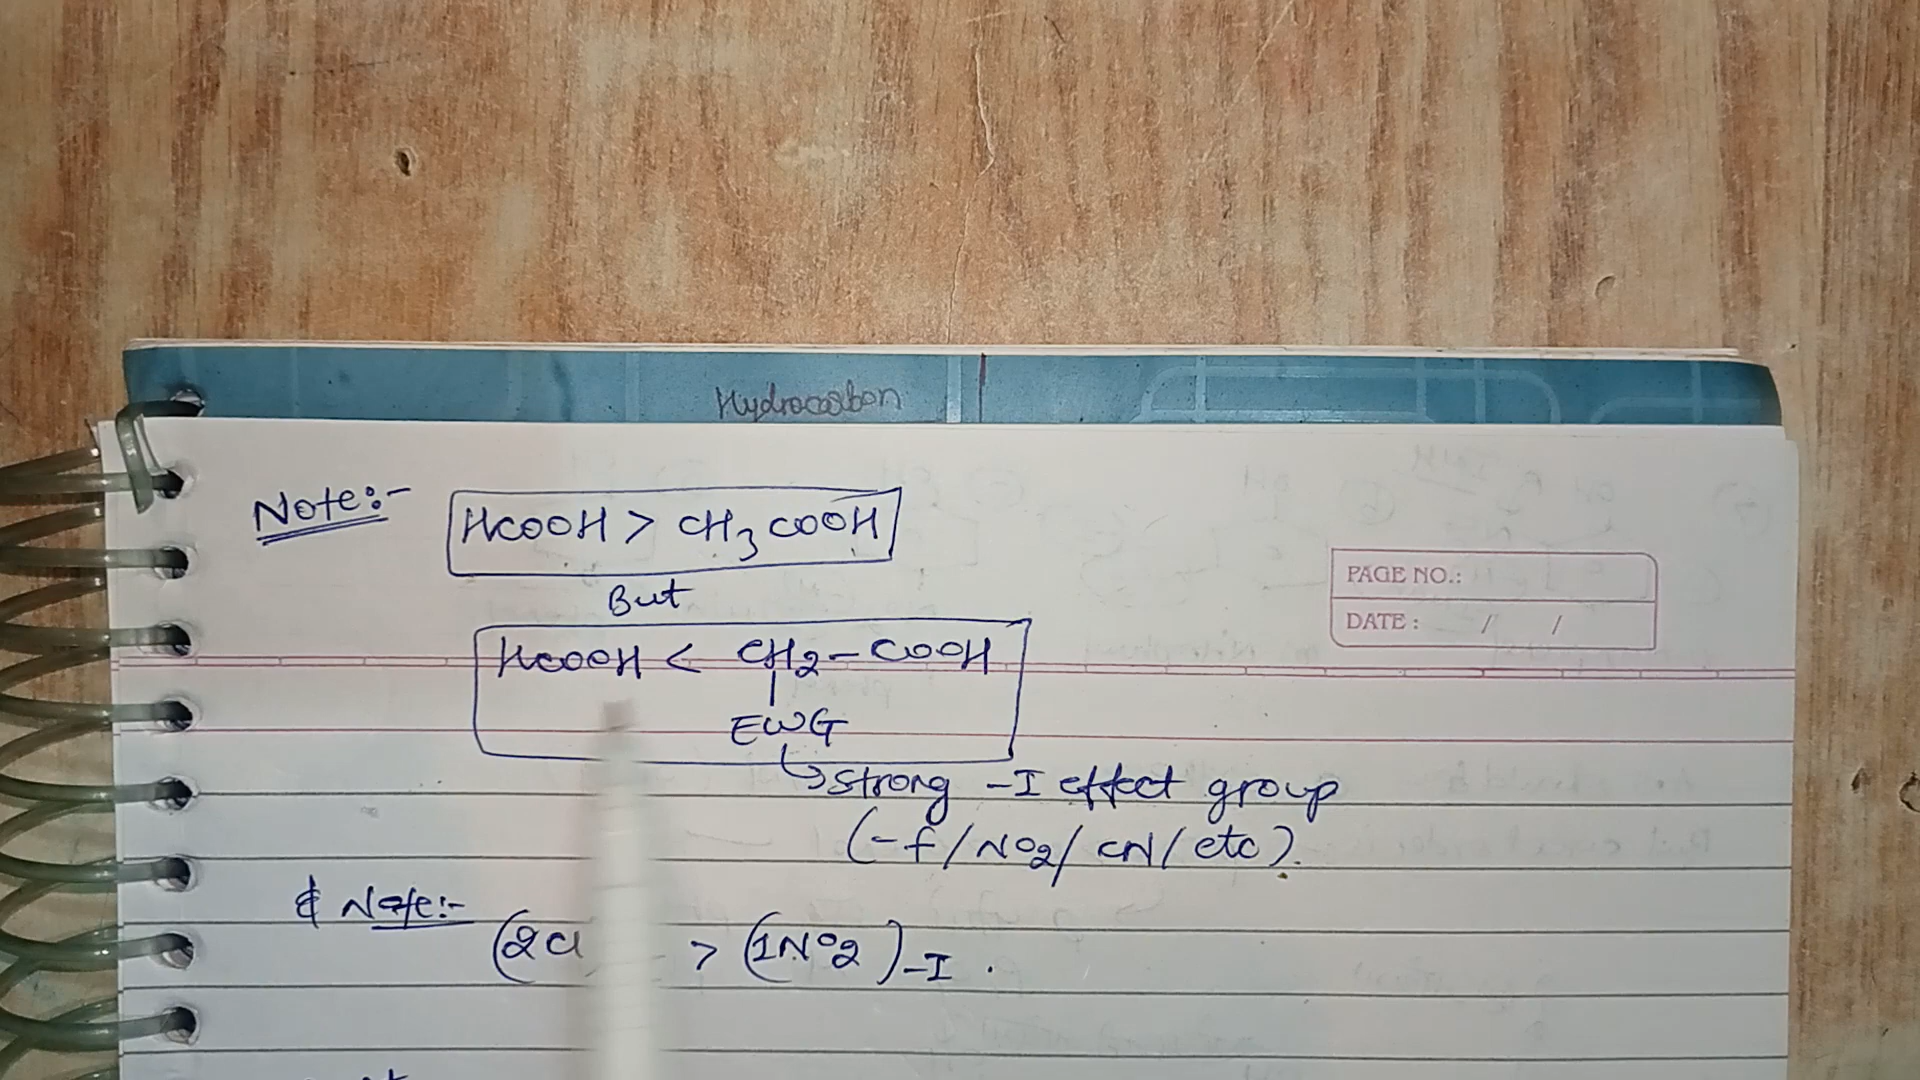 Hydrocarbon
Note:-
HCOOH > CH3COOH
PAGE NO.:
But
DATE : / /
HCOOH < CH2-COOH
|
EWG
↳ strong -I effect group
(-f/NO2/CN/etc).
& Note:-
(2Cl > (1NO2)-I .